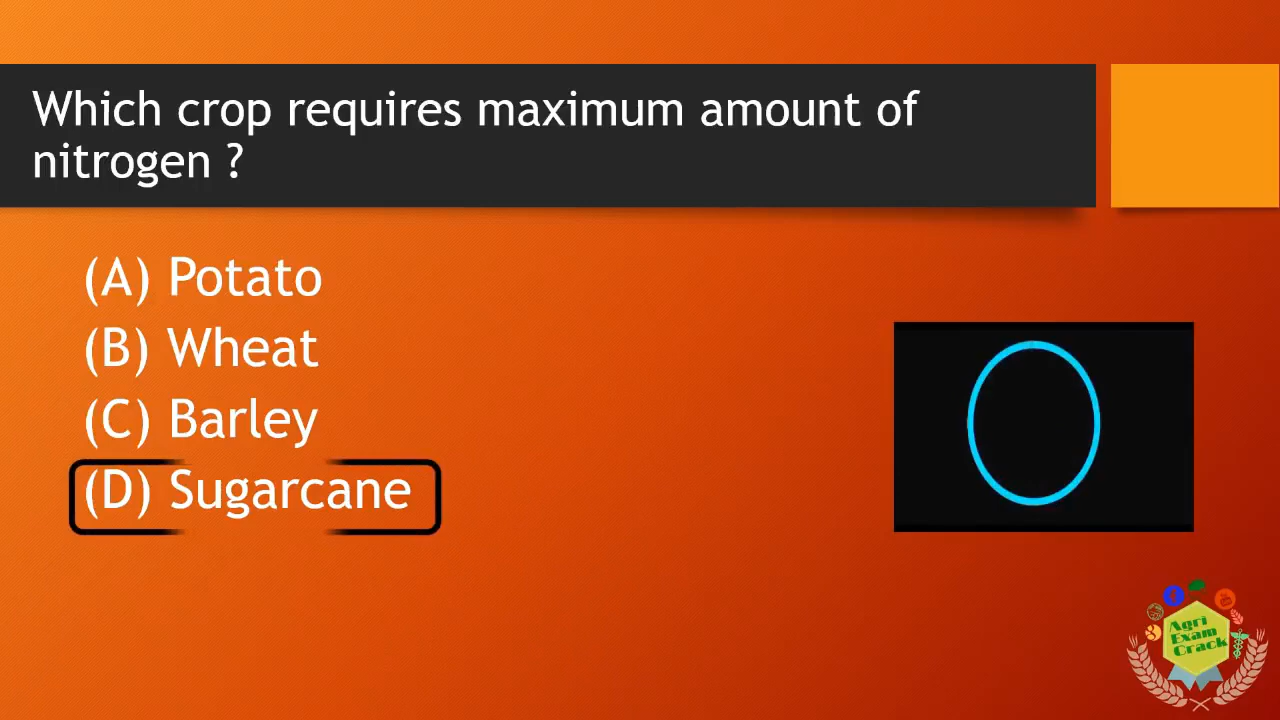 Which crop requires maximum amount of
nitrogen ?
(A) Potato
(B) Wheat
(C) Barley
(D) Sugarcane
Agri
Exam
Crack